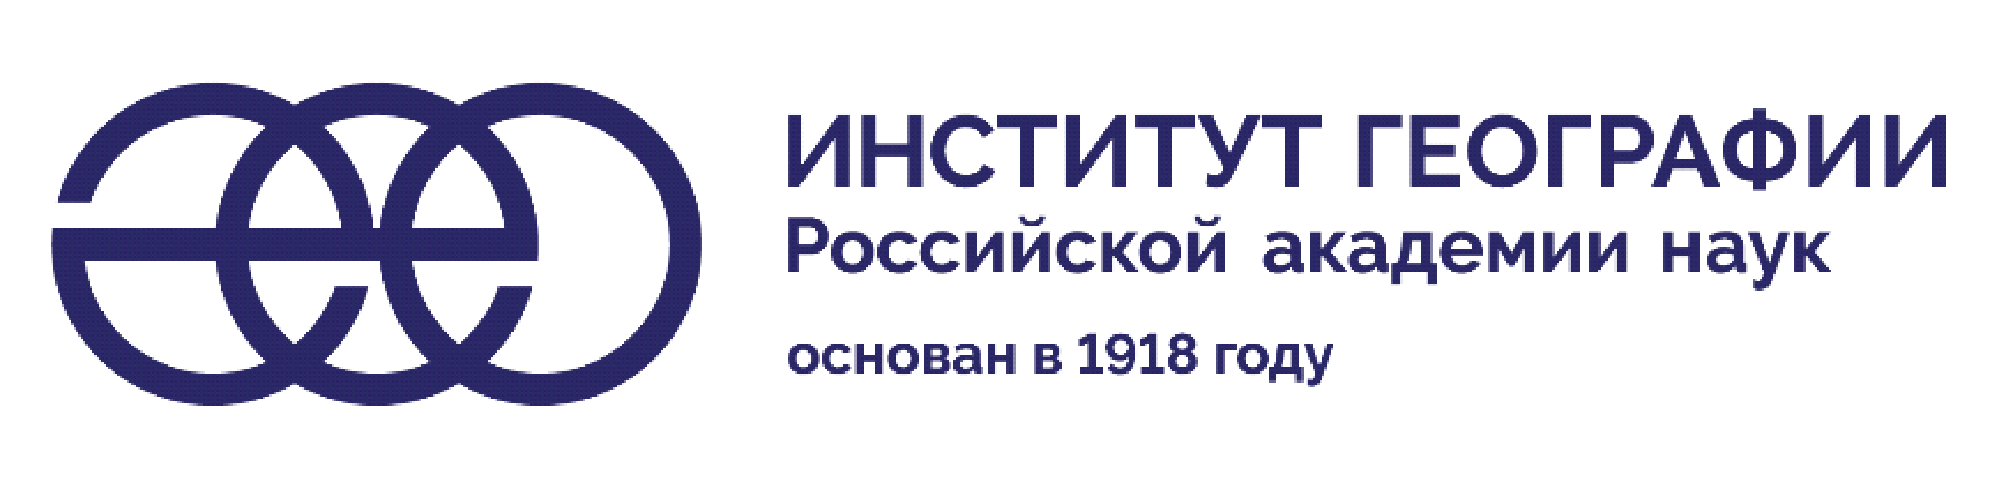 ИНСТИТУТ ГЕОГРАФИИ
Российской академии наук
основан в 1918 году